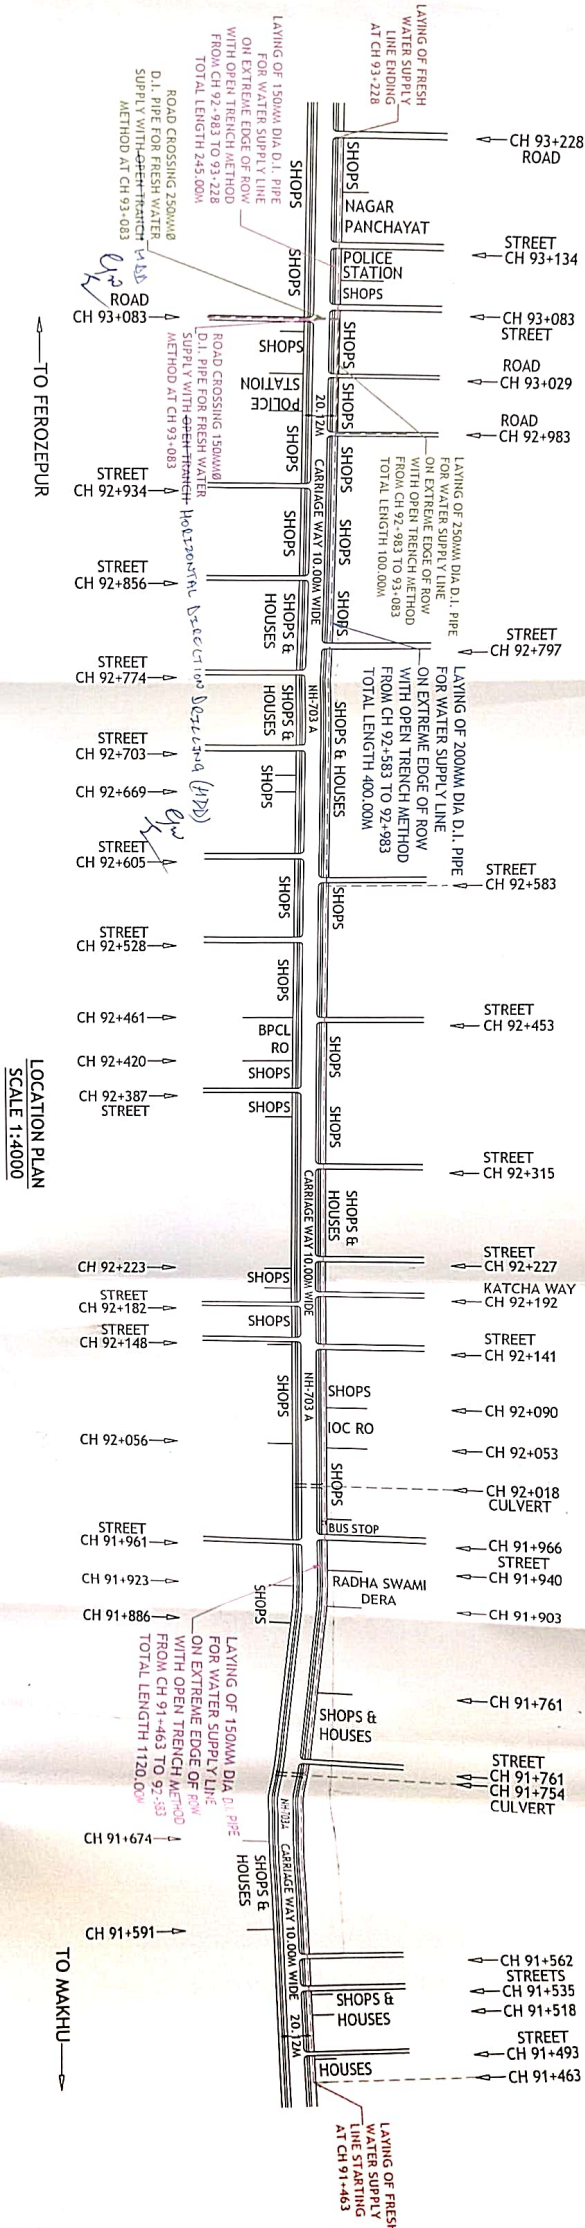 LAYING OF FRESH
WATER SUPPLY
LINE ENDING
AT CH 93+228
CH 93+228
ROAD
LAYING OF 150MM DIA D.I. PIPE
FOR WATER SUPPLY LINE
ON EXTREME EDGE OF ROW
WITH OPEN TRENCH METHOD
FROM CH 92+983 TO 93+228
TOTAL LENGTH 245.00M
SHOPS
SHOPS
NAGAR
PANCHAYAT
STREET
CH 93+134
ROAD CROSSING 250MMØ
D.I. PIPE FOR FRESH WATER
SUPPLY WITH OPEN TRANCH HDD
METHOD AT CH 93+083
SHOPS
POLICE
STATION
SHOPS
ROAD
CH 93+083
CH 93+083
STREET
SHOPS
SHOPS
ROAD
CH 93+029
ROAD CROSSING 150MMØ
D.I. PIPE FOR FRESH WATER
SUPPLY WITH OPEN TRANCH HORIZONTAL DIRECTION DRILLING (HDD)
METHOD AT CH 93+083
POLICE
STATION
20.12M
SHOPS
ROAD
CH 92+983
SHOPS
SHOPS
TO FEROZEPUR
STREET
CH 92+934
CARRIAGE WAY 10.00M WIDE
LAYING OF 250MM DIA D.I. PIPE
FOR WATER SUPPLY LINE
ON EXTREME EDGE OF ROW
WITH OPEN TRENCH METHOD
FROM CH 92+983 TO 93+083
TOTAL LENGTH 100.00M
SHOPS
SHOPS
STREET
CH 92+856
SHOPS &
HOUSES
SHOPS
STREET
CH 92+797
STREET
CH 92+774
NH-703 A
LAYING OF 200MM DIA D.I. PIPE
FOR WATER SUPPLY LINE
ON EXTREME EDGE OF ROW
WITH OPEN TRENCH METHOD
FROM CH 92+583 TO 92+983
TOTAL LENGTH 400.00M
SHOPS &
HOUSES
SHOPS & HOUSES
STREET
CH 92+703
CH 92+669
SHOPS
STREET
CH 92+605
STREET
CH 92+583
SHOPS
SHOPS
STREET
CH 92+528
SHOPS
CH 92+461
STREET
CH 92+453
BPCL
RO
SHOPS
CH 92+420
SHOPS
CH 92+387
STREET
SHOPS
SHOPS
LOCATION PLAN
SCALE 1:4000
STREET
CH 92+315
CARRIAGE WAY 10.00M WIDE
SHOPS &
HOUSES
CH 92+223
STREET
CH 92+227
SHOPS
KATCHA WAY
CH 92+192
STREET
CH 92+182
SHOPS
STREET
CH 92+148
STREET
CH 92+141
NH-703 A
SHOPS
SHOPS
CH 92+090
IOC RO
CH 92+056
CH 92+053
SHOPS
CH 92+018
CULVERT
BUS STOP
STREET
CH 91+961
CH 91+966
STREET
CH 91+923
CH 91+940
RADHA SWAMI
DERA
SHOPS
CH 91+886
CH 91+903
LAYING OF 150MM DIA D.I. PIPE
FOR WATER SUPPLY LINE
ON EXTREME EDGE OF ROW
WITH OPEN TRENCH METHOD
FROM CH 91+463 TO 92+583
TOTAL LENGTH 1120.00M
SHOPS &
HOUSES
CH 91+761
STREET
CH 91+761
CH 91+754
CULVERT
NH-703A
CH 91+674
CARRIAGE WAY 10.00M WIDE
SHOPS &
HOUSES
CH 91+591
TO MAKHU
CH 91+562
STREETS
CH 91+535
SHOPS &
HOUSES
CH 91+518
20.12M
STREET
CH 91+493
HOUSES
CH 91+463
LAYING OF FRESH
WATER SUPPLY
LINE STARTING
AT CH 91+463